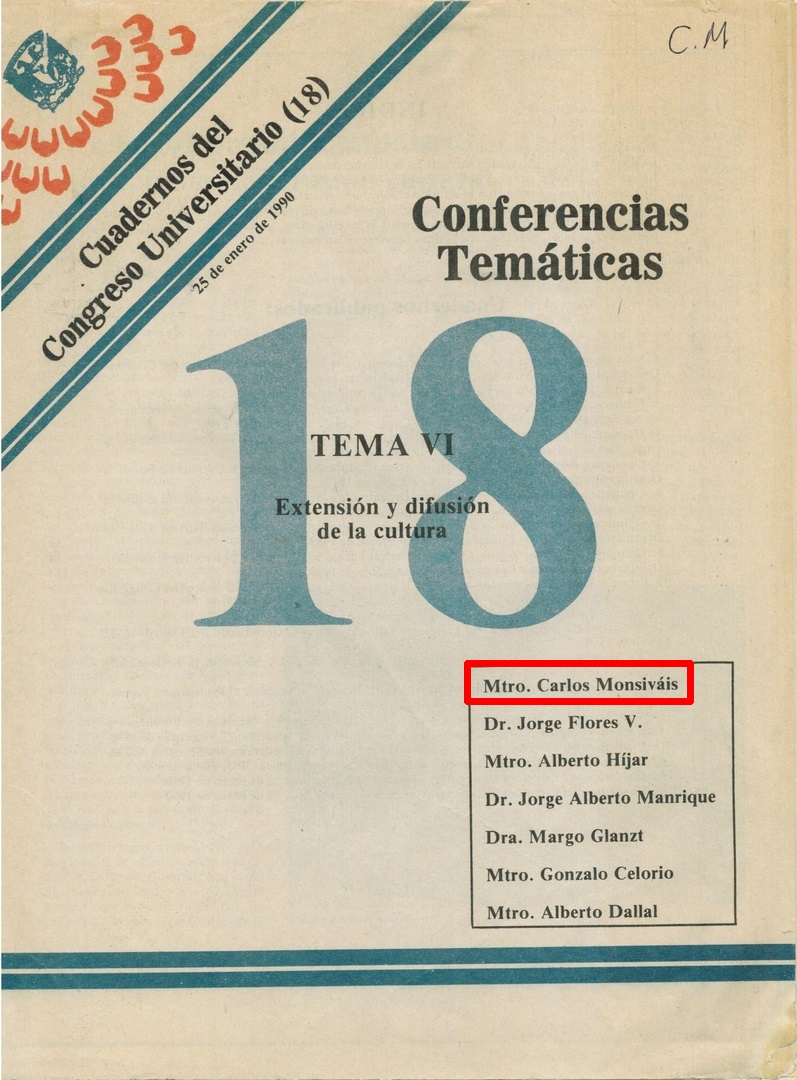 C.M
Cuadernos del
Congreso Universitario (18)
25 de enero de 1990
Conferencias
Temáticas
18
TEMA VI
Extensión y difusión
de la cultura
Mtro. Carlos Monsiváis
Dr. Jorge Flores V.
Mtro. Alberto Híjar
Dr. Jorge Alberto Manrique
Dra. Margo Glanzt
Mtro. Gonzalo Celorio
Mtro. Alberto Dallal